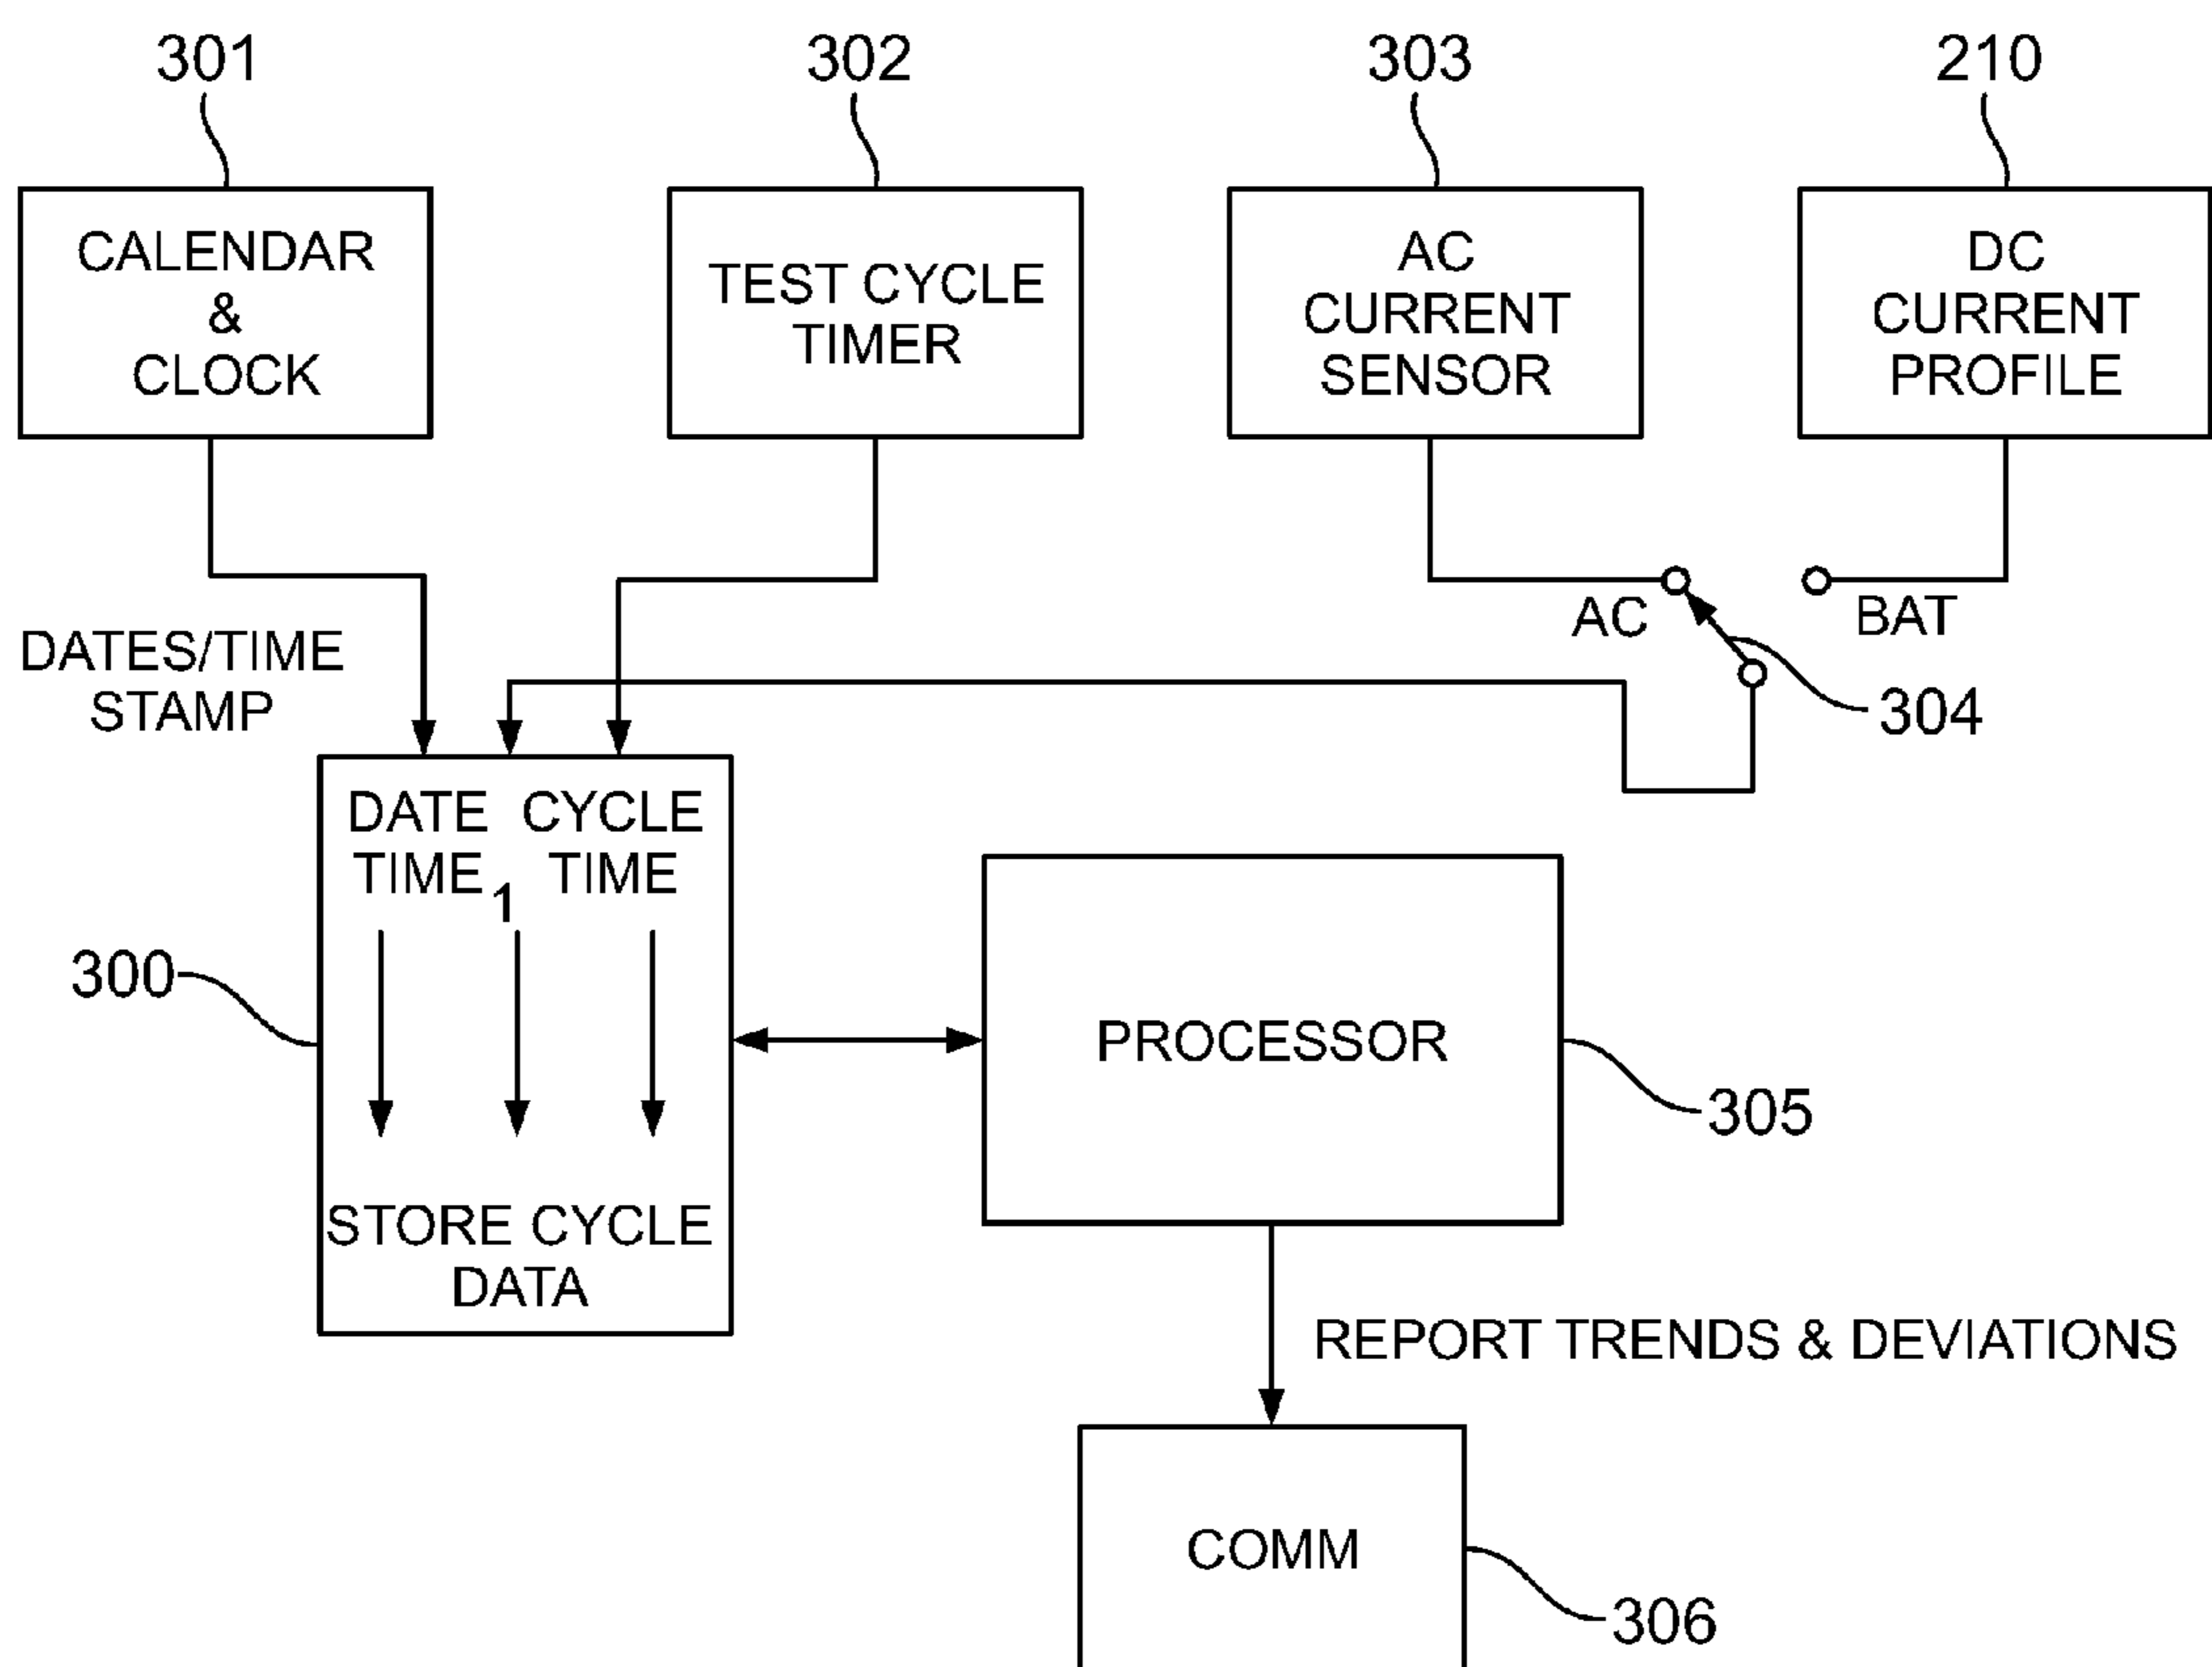 301
302
303
210
CALENDAR
&
CLOCK
TEST CYCLE
TIMER
AC
CURRENT
SENSOR
DC
CURRENT
PROFILE
AC
BAT
304
DATES/TIME
STAMP
DATE CYCLE
TIME 1 TIME
300
STORE CYCLE
DATA
PROCESSOR
305
REPORT TRENDS & DEVIATIONS
COMM
306